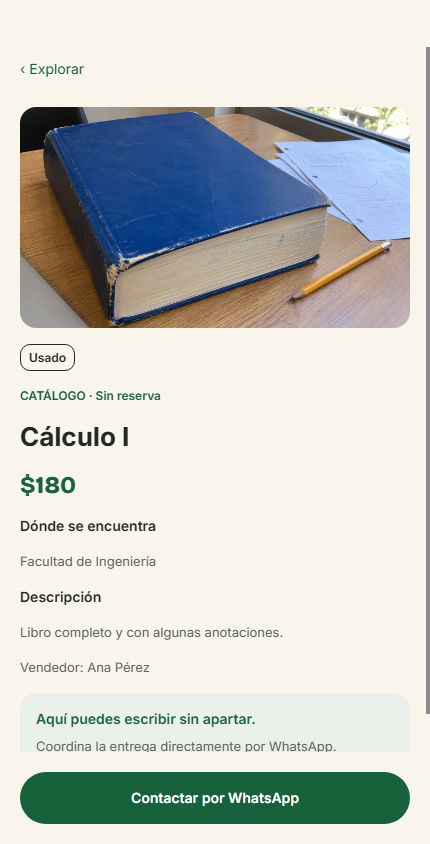 ‹ Explorar
Usado
CATÁLOGO · Sin reserva
Cálculo I
$180
Dónde se encuentra
Facultad de Ingeniería
Descripción
Libro completo y con algunas anotaciones.
Vendedor: Ana Pérez
Aquí puedes escribir sin apartar.
Coordina la entrega directamente por WhatsApp.
Contactar por WhatsApp